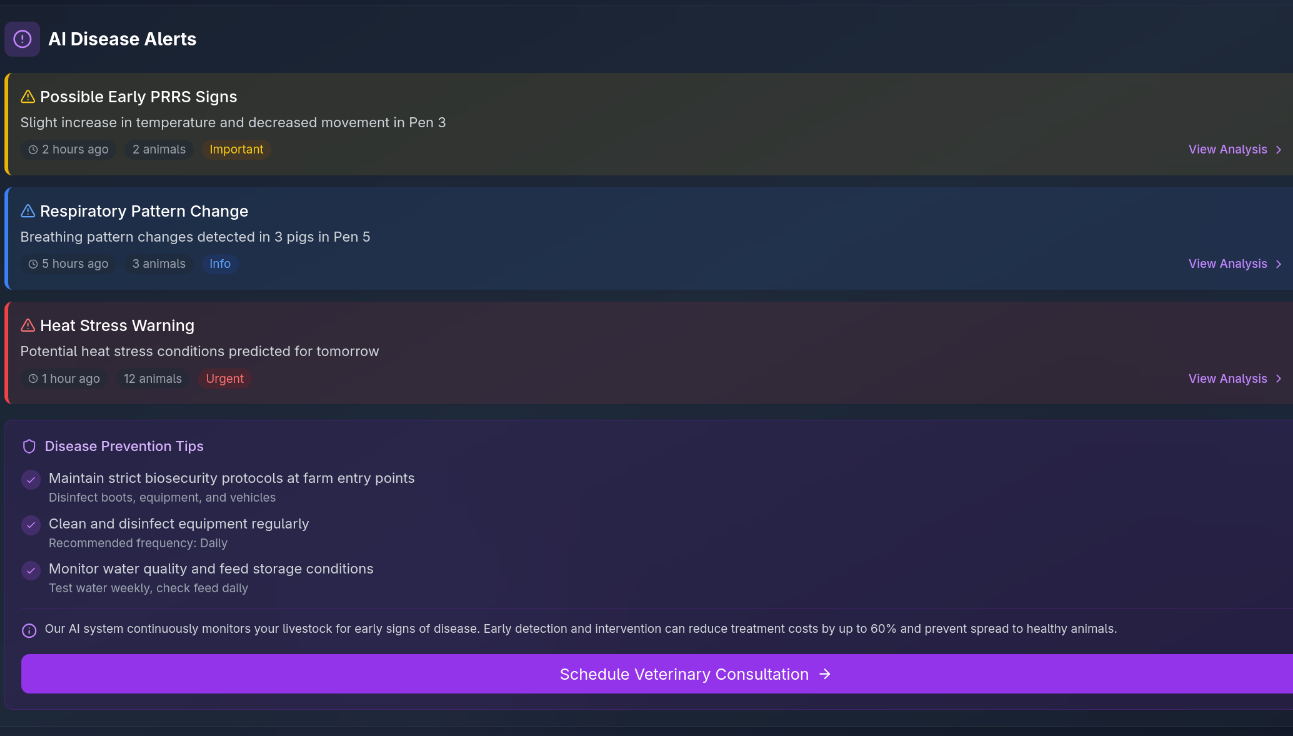 AI Disease Alerts
Possible Early PRRS Signs
Slight increase in temperature and decreased movement in Pen 3
2 hours ago 2 animals Important View Analysis
Respiratory Pattern Change
Breathing pattern changes detected in 3 pigs in Pen 5
5 hours ago 3 animals Info View Analysis
Heat Stress Warning
Potential heat stress conditions predicted for tomorrow
1 hour ago 12 animals Urgent View Analysis
Disease Prevention Tips
Maintain strict biosecurity protocols at farm entry points
Disinfect boots, equipment, and vehicles
Clean and disinfect equipment regularly
Recommended frequency: Daily
Monitor water quality and feed storage conditions
Test water weekly, check feed daily
Our AI system continuously monitors your livestock for early signs of disease. Early detection and intervention can reduce treatment costs by up to 60% and prevent spread to healthy animals.
Schedule Veterinary Consultation